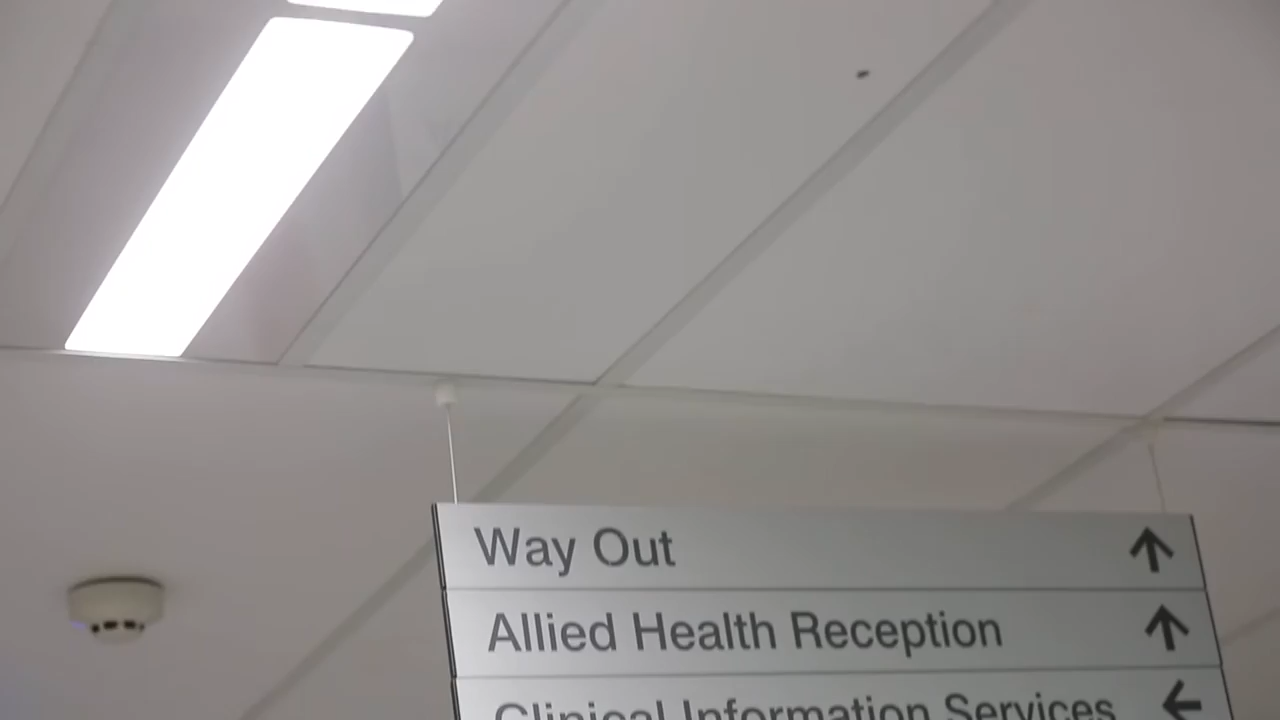 Way Out ↑
Allied Health Reception ↑
Clinical Information Services ←